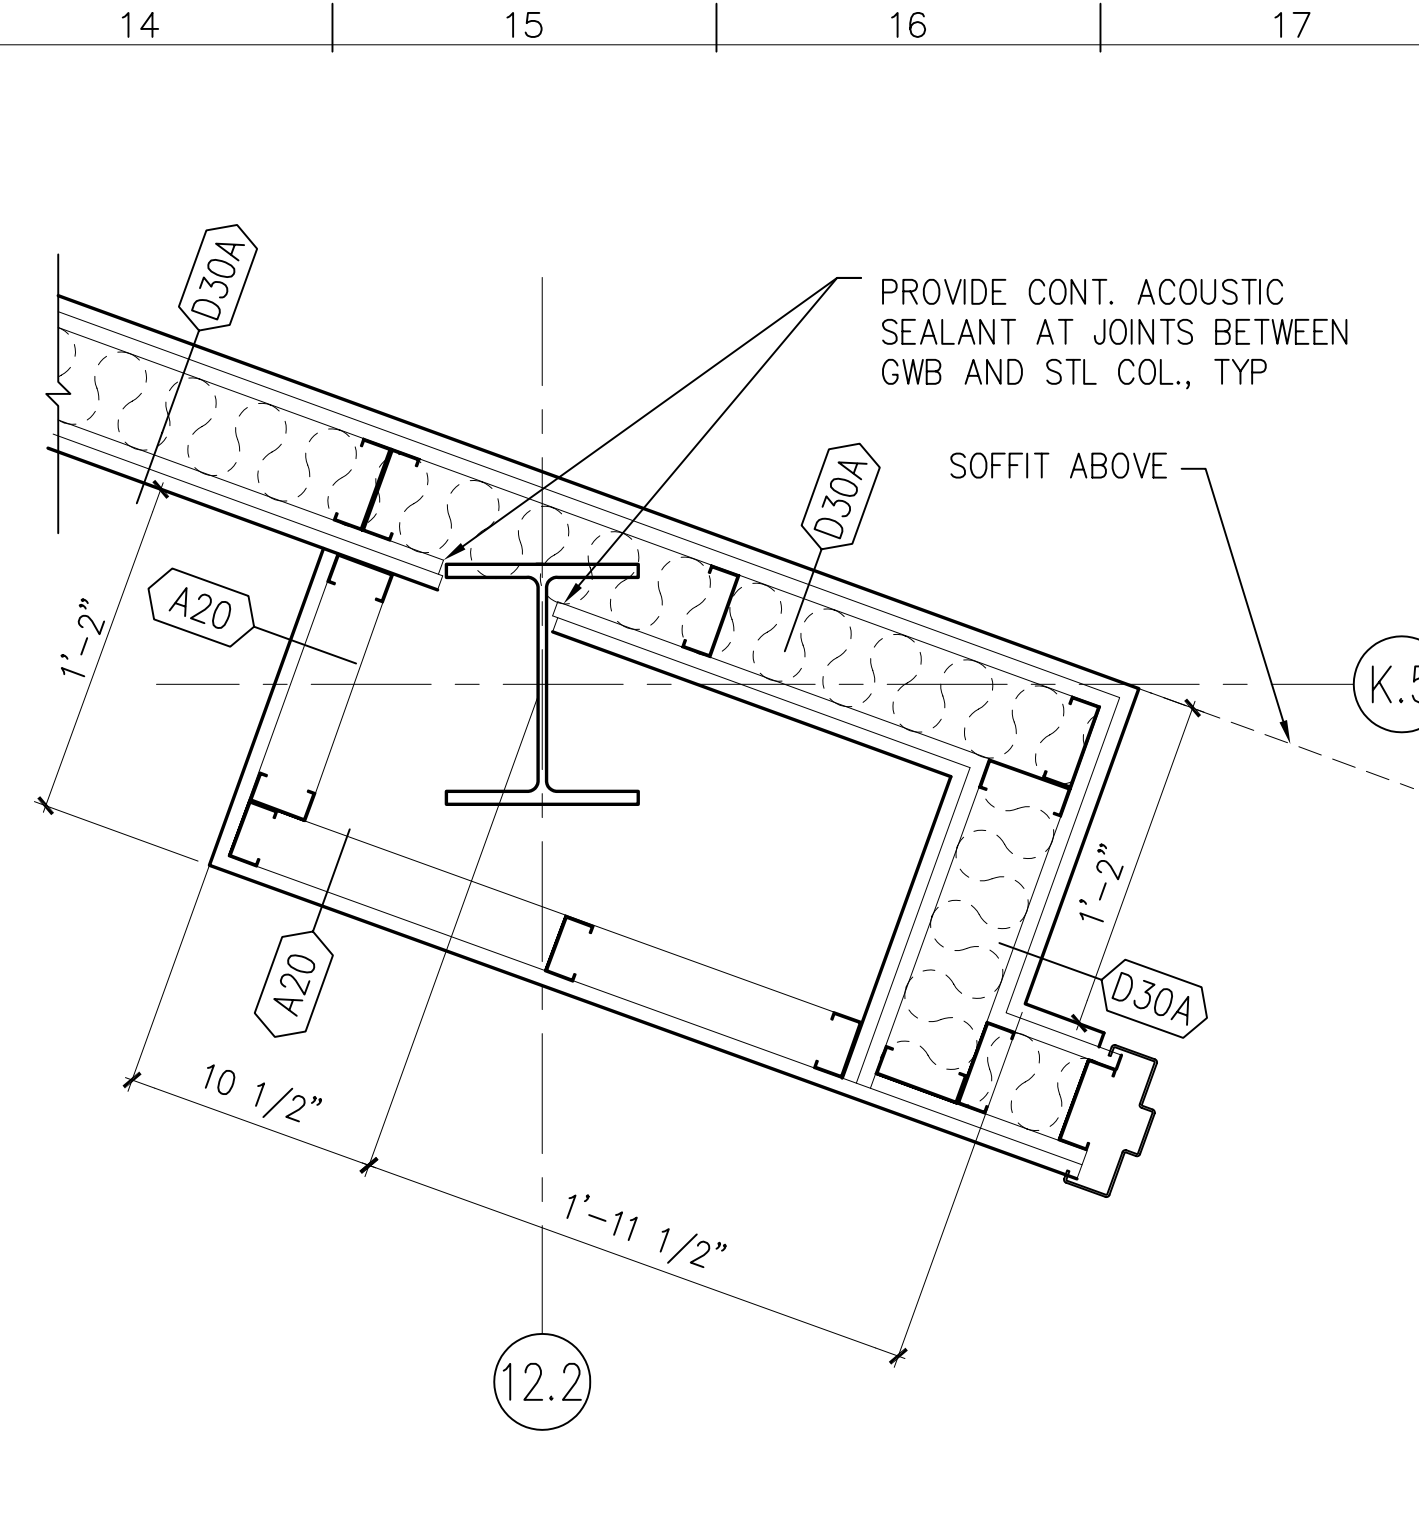 14
15
16
17
D30A
PROVIDE CONT. ACOUSTIC
SEALANT AT JOINTS BETWEEN
GWB AND STL COL., TYP
D30A
SOFFIT ABOVE
A20
1'-2"
K.5
1'-2"
A20
D30A
10 1/2"
1'-11 1/2"
12.2